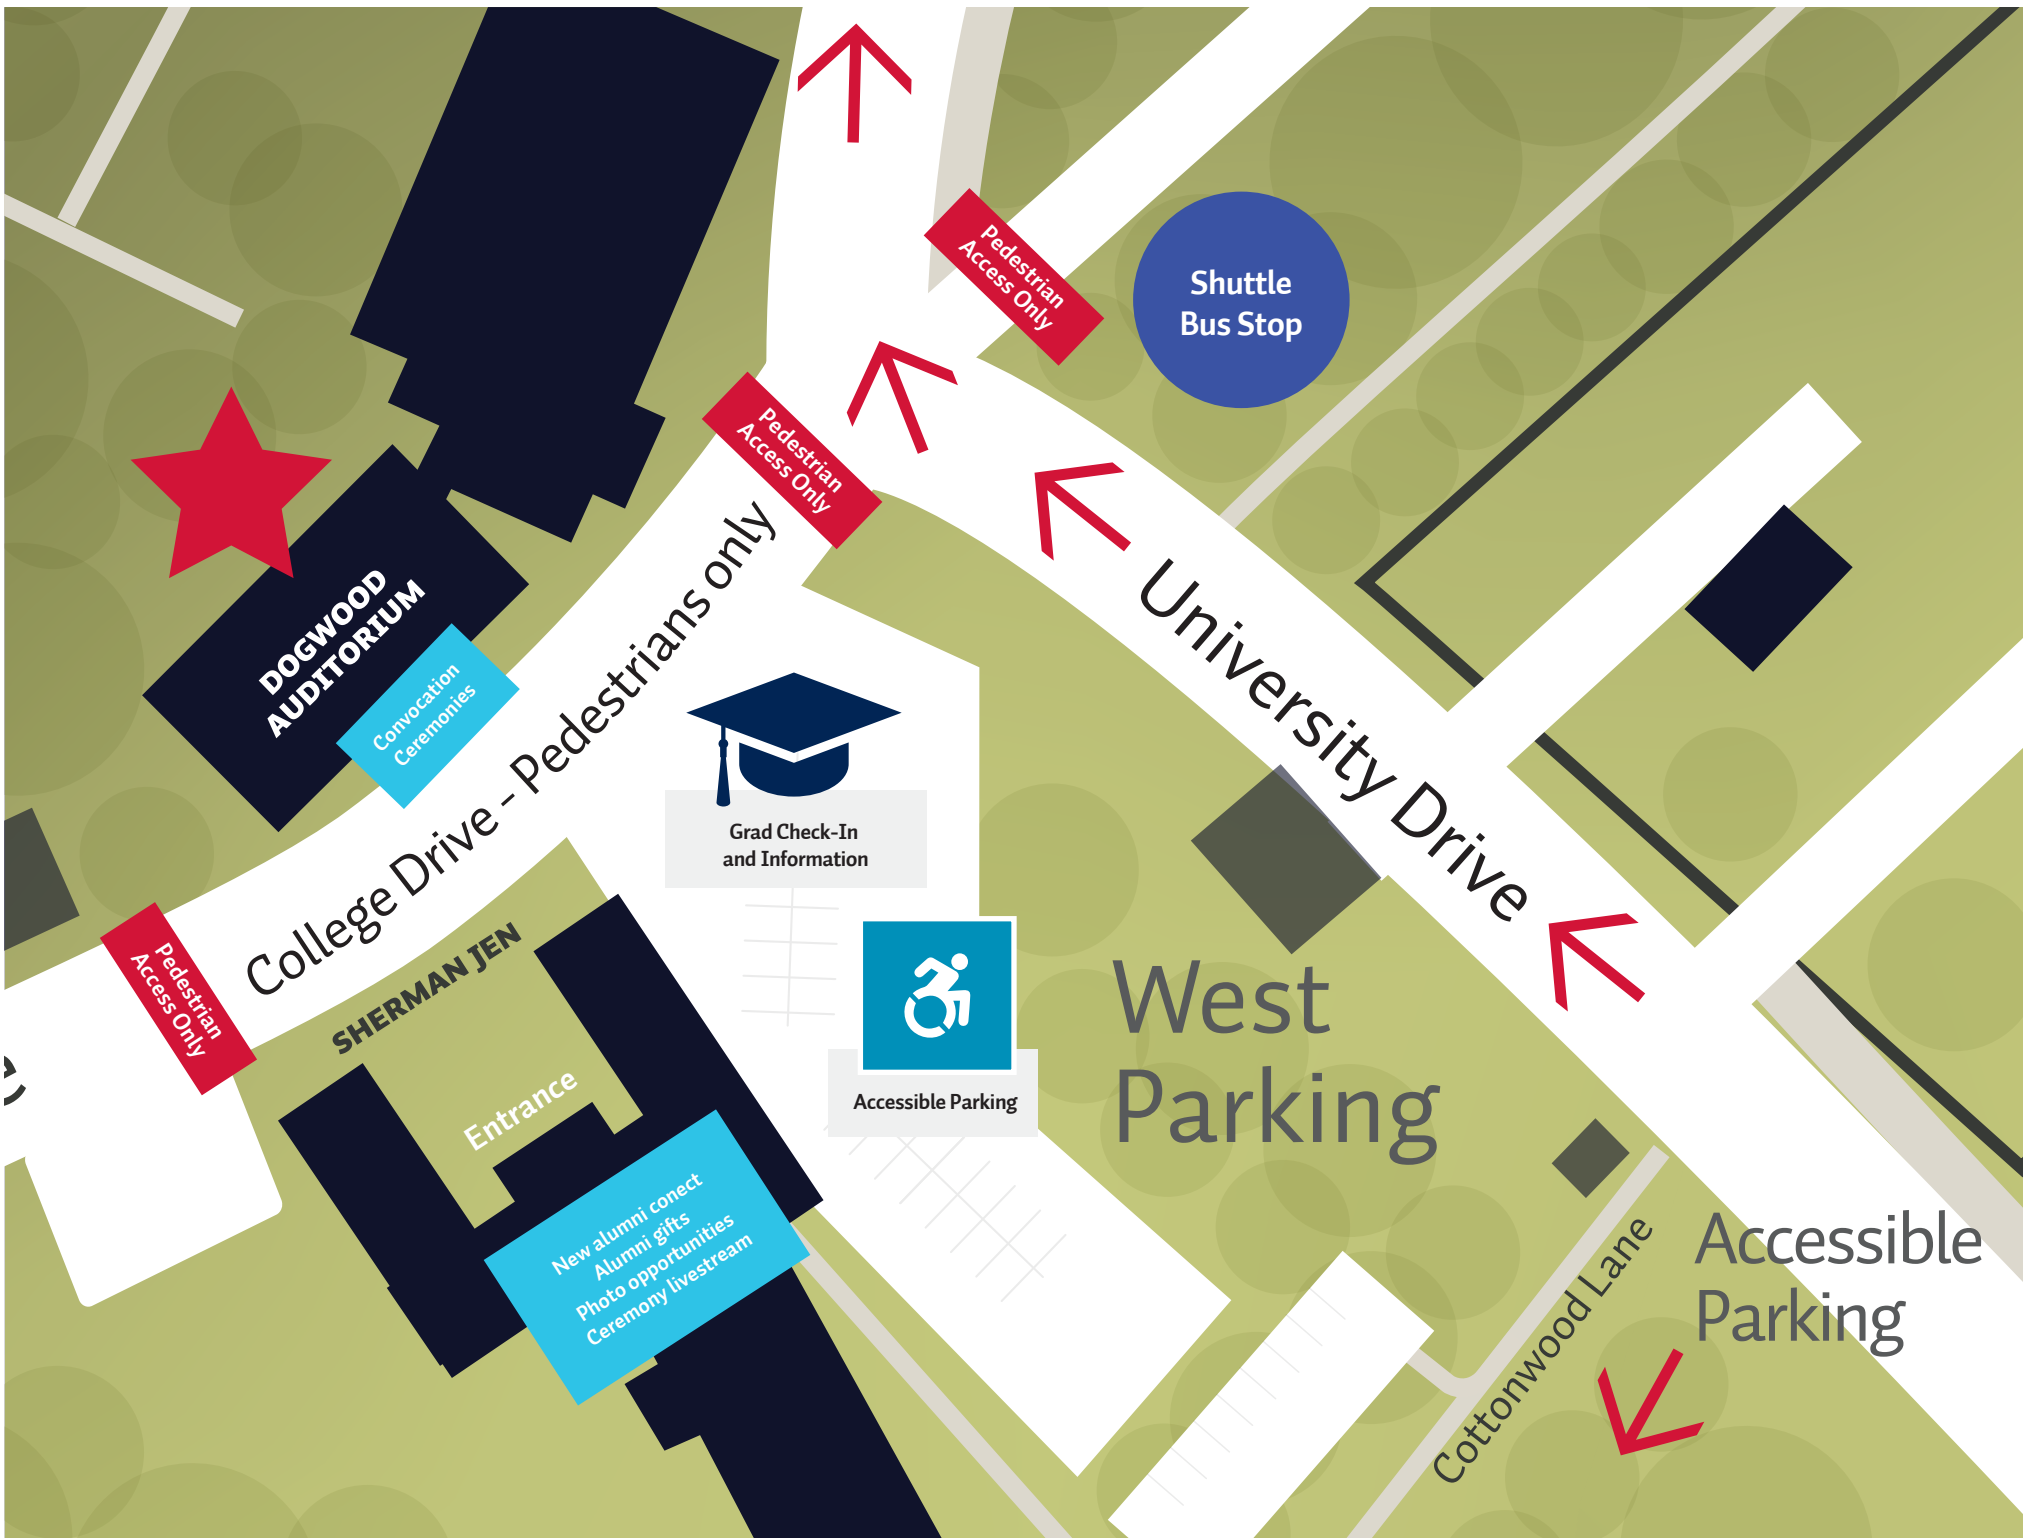 Pedestrian
Access Only
Shuttle
Bus Stop
Pedestrian
Access Only
University Drive
DOGWOOD
AUDITORIUM
Convocation
Ceremonies
College Drive – Pedestrians only
Grad Check-In
and Information
Pedestrian
Access Only
SHERMAN JEN
Entrance
West
Parking
Accessible Parking
New alumni conect
Alumni gifts
Photo opportunities
Ceremony livestream
Accessible
Parking
Cottonwood Lane